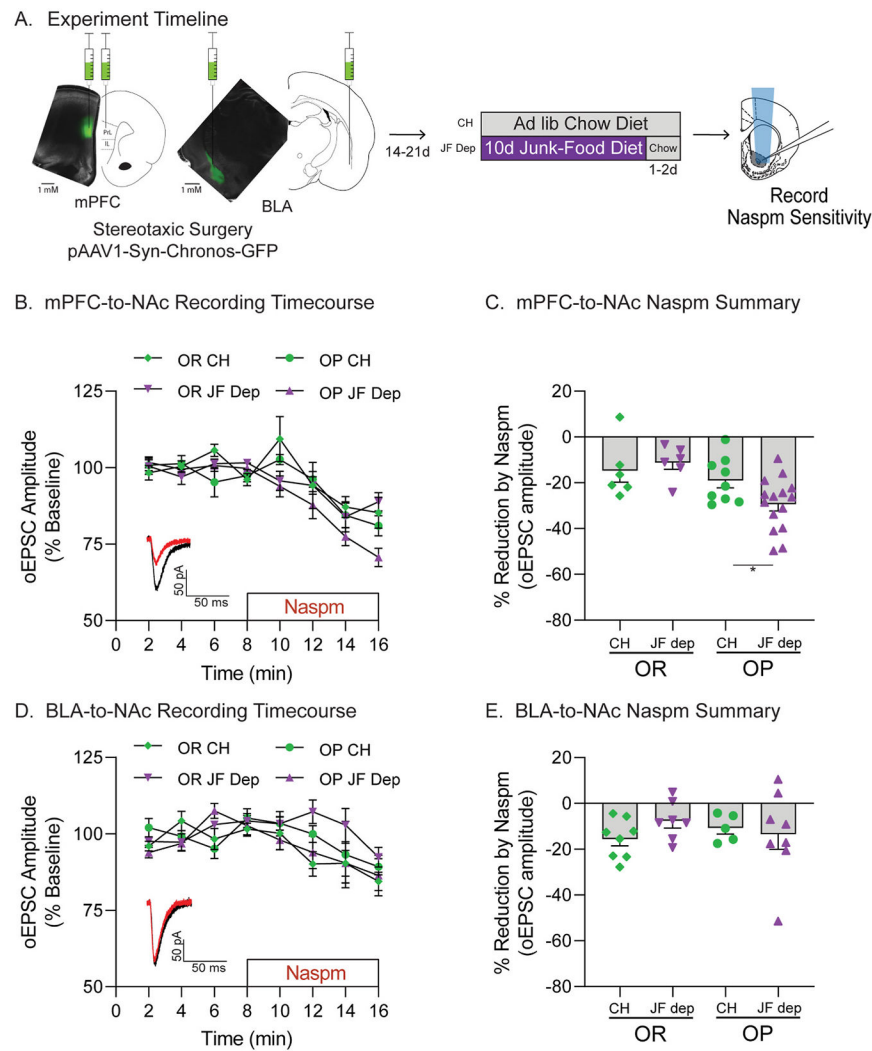 A. Experiment Timeline
PrL
IL
1 mM
mPFC
1 mM
BLA
Stereotaxic Surgery
pAAV1-Syn-Chronos-GFP
14-21d
CH
Ad lib Chow Diet
JF Dep
10d Junk-Food Diet
Chow
1-2d
Record
Naspm Sensitivity
B. mPFC-to-NAc Recording Timecourse
OR CH
OP CH
OR JF Dep
OP JF Dep
oEPSC Amplitude
(% Baseline)
125
100
75
50
50 pA
50 ms
Naspm
0 2 4 6 8 10 12 14 16
Time (min)
C. mPFC-to-NAc Naspm Summary
% Reduction by Naspm
(oEPSC amplitude)
20
0
-20
-40
-60
-80
*
CH JF dep CH JF dep
OR OP
D. BLA-to-NAc Recording Timecourse
OR CH
OP CH
OR JF Dep
OP JF Dep
oEPSC Amplitude
(% Baseline)
125
100
75
50
50 pA
50 ms
Naspm
0 2 4 6 8 10 12 14 16
Time (min)
E. BLA-to-NAc Naspm Summary
% Reduction by Naspm
(oEPSC amplitude)
20
0
-20
-40
-60
-80
CH JF dep CH JF dep
OR OP